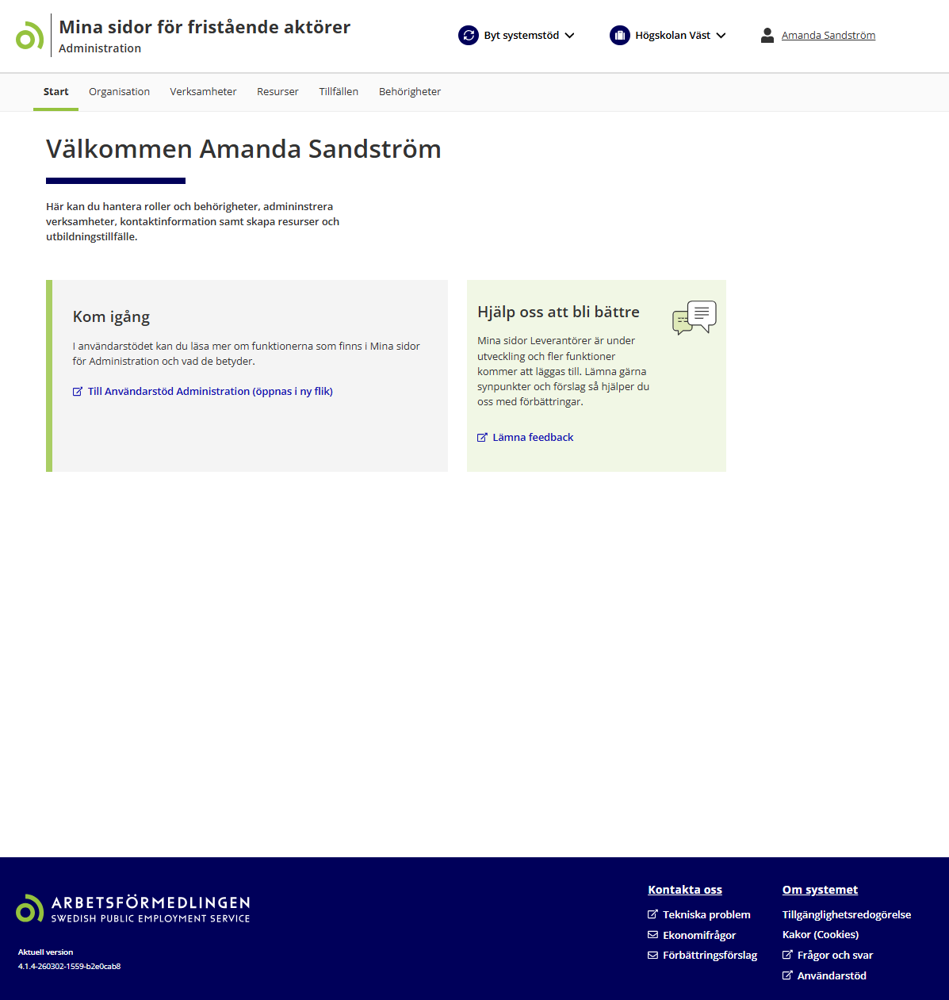 Mina sidor för fristående aktörer
Administration
Byt systemstöd
Högskolan Väst
Amanda Sandström
Start
Organisation
Verksamheter
Resurser
Tillfällen
Behörigheter
Välkommen Amanda Sandström
Här kan du hantera roller och behörigheter, admininstrera
verksamheter, kontaktinformation samt skapa resurser och
utbildningstillfälle.
Kom igång
I användarstödet kan du läsa mer om funktionerna som finns i Mina sidor
för Administration och vad de betyder.
Till Användarstöd Administration (öppnas i ny flik)
Hjälp oss att bli bättre
Mina sidor Leverantörer är under
utveckling och fler funktioner
kommer att läggas till. Lämna gärna
synpunkter och förslag så hjälper du
oss med förbättringar.
Lämna feedback
ARBETSFÖRMEDLINGEN
SWEDISH PUBLIC EMPLOYMENT SERVICE
Aktuell version
4.1.4-260302-1559-b2e0cab8
Kontakta oss
Tekniska problem
Ekonomifrågor
Förbättringsförslag
Om systemet
Tillgänglighetsredogörelse
Kakor (Cookies)
Frågor och svar
Användarstöd